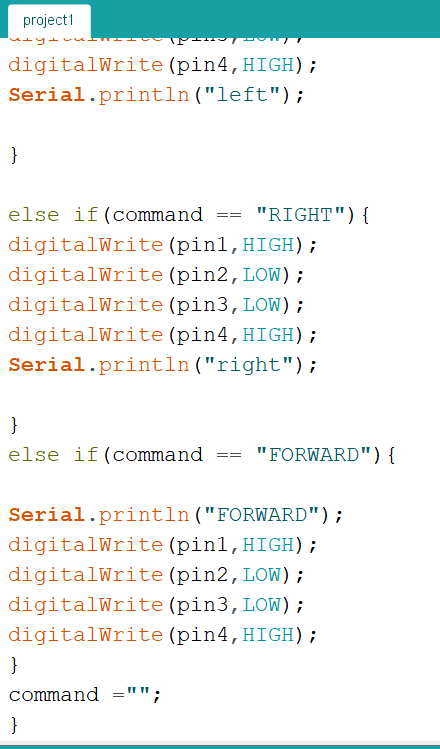 project1
digitalWrite(pin3,LOW);
digitalWrite(pin4,HIGH);
Serial.println("left");
}
else if(command == "RIGHT"){
digitalWrite(pin1,HIGH);
digitalWrite(pin2,LOW);
digitalWrite(pin3,LOW);
digitalWrite(pin4,HIGH);
Serial.println("right");
}
else if(command == "FORWARD"){
Serial.println("FORWARD");
digitalWrite(pin1,HIGH);
digitalWrite(pin2,LOW);
digitalWrite(pin3,LOW);
digitalWrite(pin4,HIGH);
}
command ="";
}